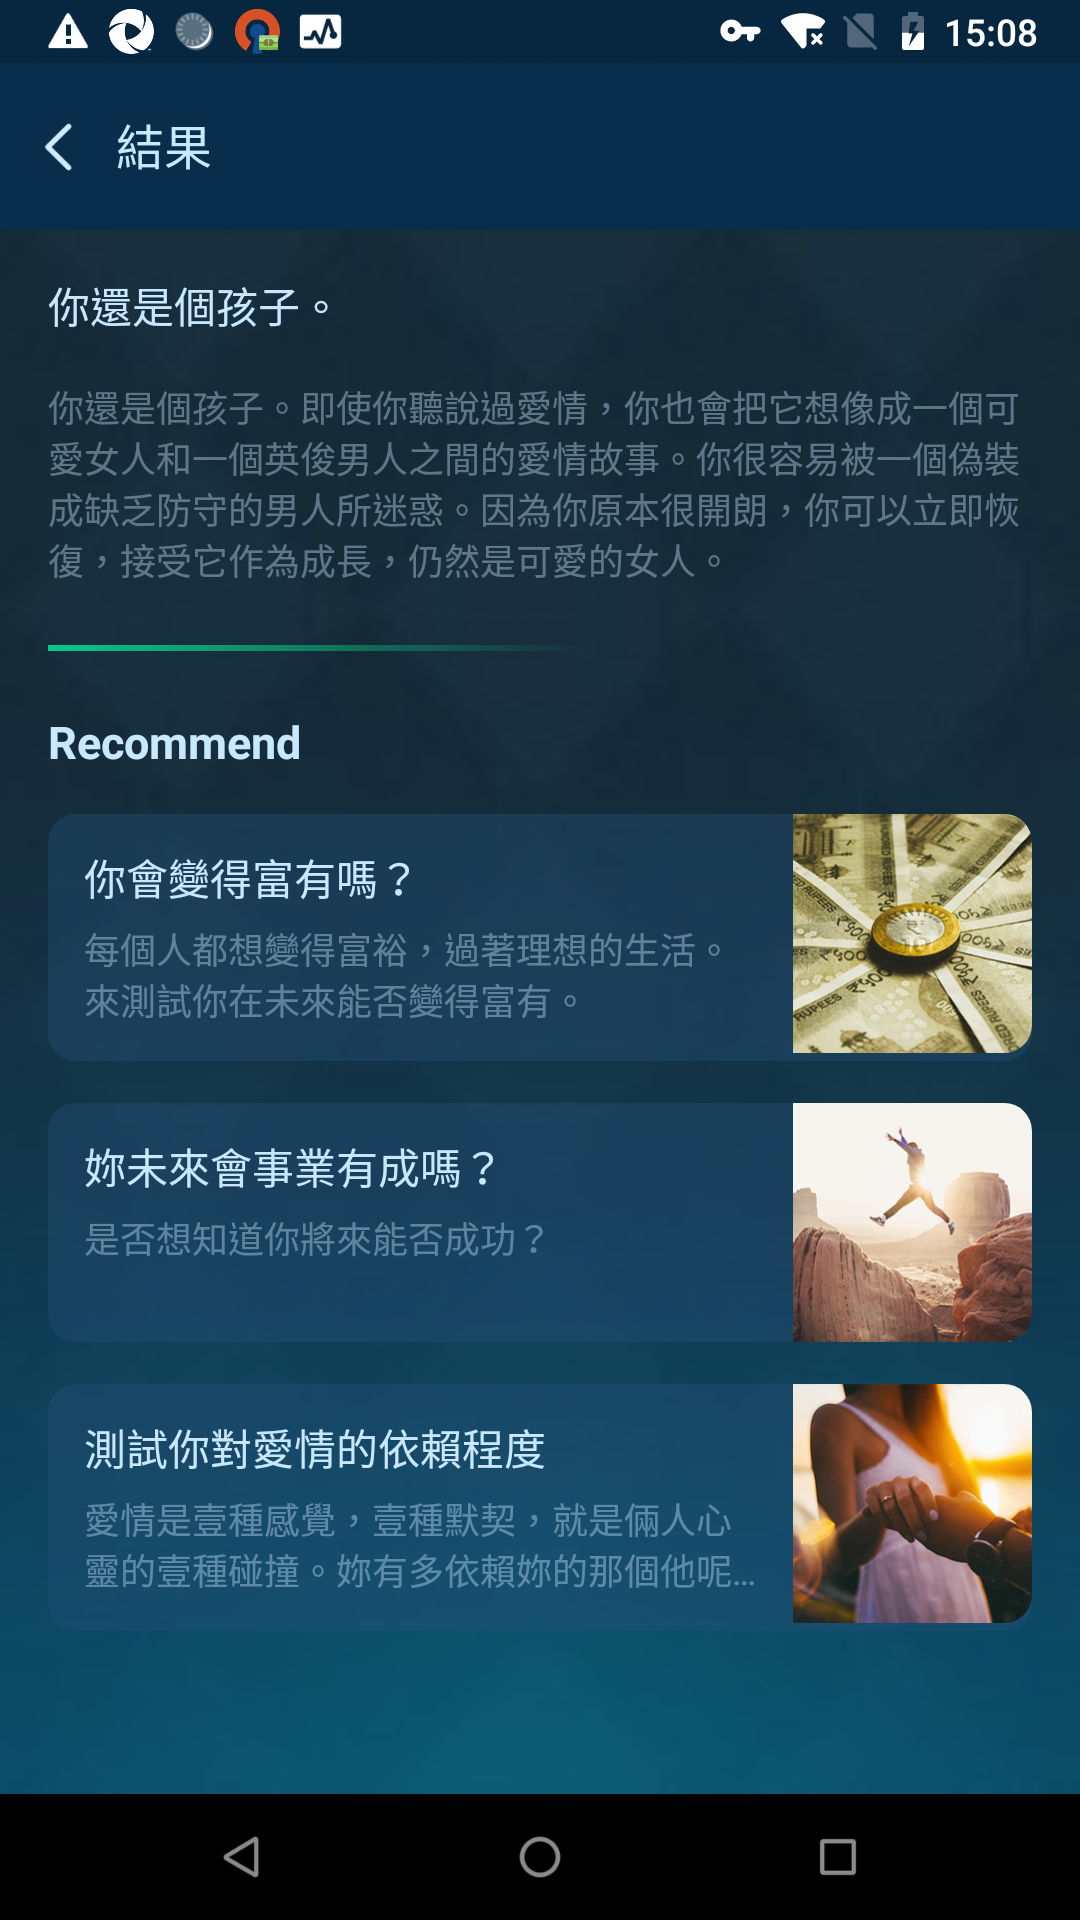 15:08
結果
你還是個孩子。
你還是個孩子。即使你聽說過愛情，你也會把它想像成一個可
愛女人和一個英俊男人之間的愛情故事。你很容易被一個偽裝
成缺乏防守的男人所迷惑。因為你原本很開朗，你可以立即恢
復，接受它作為成長，仍然是可愛的女人。
Recommend
你會變得富有嗎？
每個人都想變得富裕，過著理想的生活。
來測試你在未來能否變得富有。
妳未來會事業有成嗎？
是否想知道你將來能否成功？
測試你對愛情的依賴程度
愛情是壹種感覺，壹種默契，就是倆人心
靈的壹種碰撞。妳有多依賴妳的那個他呢...